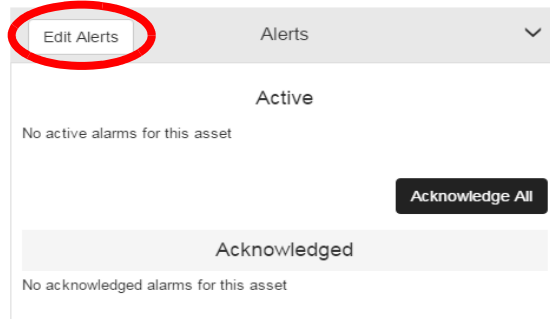 Edit Alerts Alerts
Active
No active alarms for this asset
Acknowledge All
Acknowledged
No acknowledged alarms for this asset